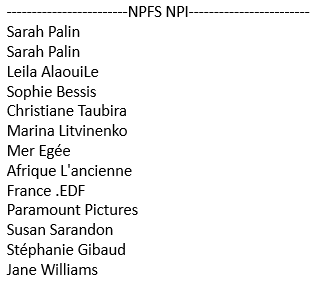 ------------------------NPFS NPI------------------------
Sarah Palin
Sarah Palin
Leila AlaouiLe
Sophie Bessis
Christiane Taubira
Marina Litvinenko
Mer Egée
Afrique L'ancienne
France .EDF
Paramount Pictures
Susan Sarandon
Stéphanie Gibaud
Jane Williams